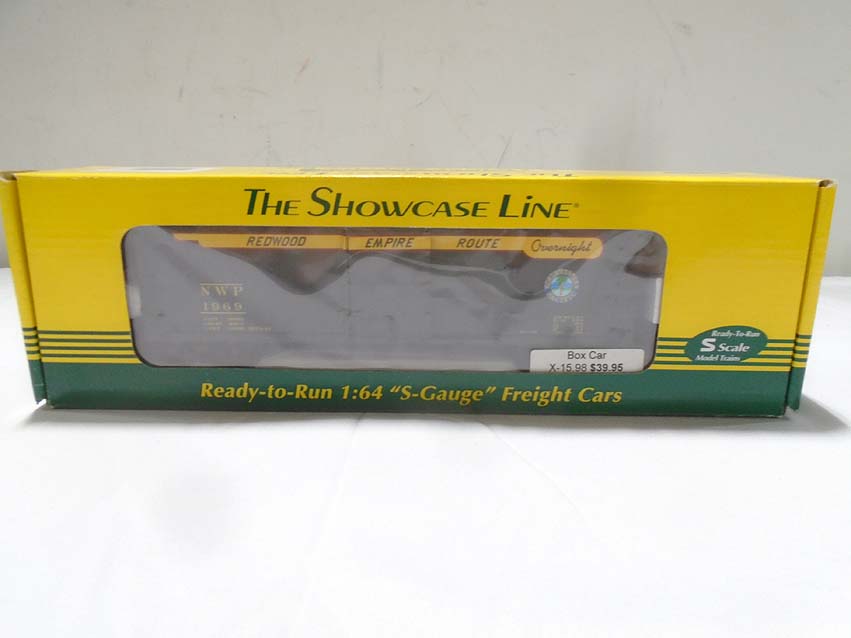 THE SHOWCASE LINE®
REDWOOD EMPIRE ROUTE Overnight
NWP
1969
Ready-To-Run
S Scale
Model Trains
Box Car
X-15.98 $39.95
Ready-to-Run 1:64 "S-Gauge" Freight Cars